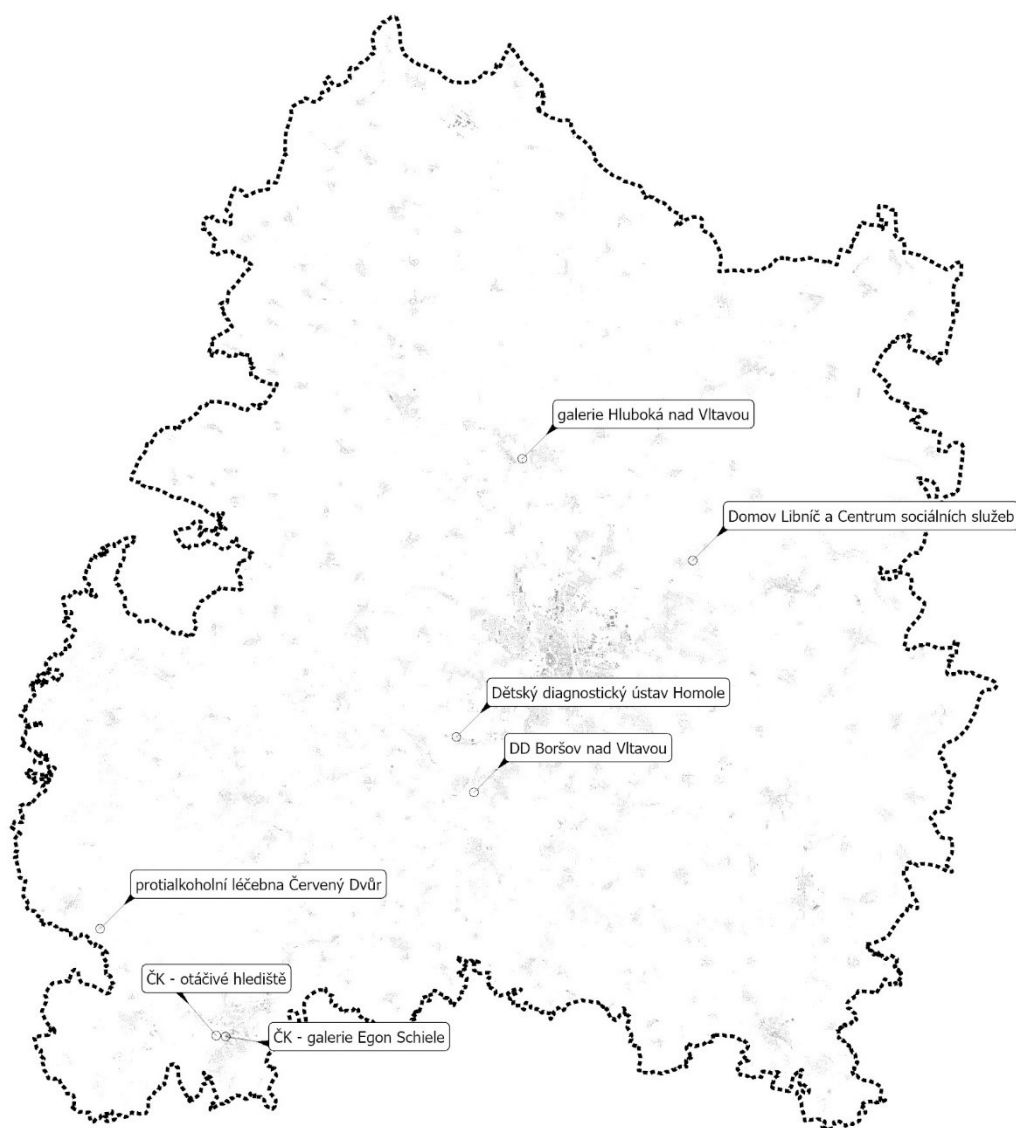 galerie Hluboká nad Vltavou
Domov Libníč a Centrum sociálních služeb
Dětský diagnostický ústav Homole
DD Boršov nad Vltavou
protialkoholní léčebna Červený Dvůr
ČK - otáčivé hlediště
ČK - galerie Egon Schiele